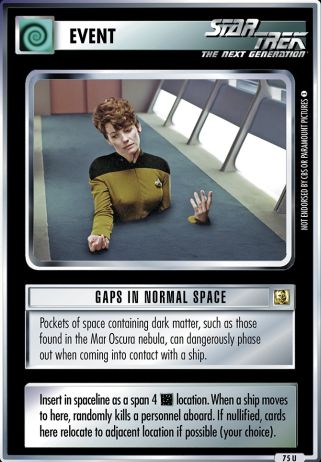 EVENT
STAR TREK
THE NEXT GENERATION
NOT ENDORSED BY CBS OR PARAMOUNT PICTURES
GAPS IN NORMAL SPACE
Pockets of space containing dark matter, such as those
found in the Mar Oscura nebula, can dangerously phase
out when coming into contact with a ship.
Insert in spaceline as a span 4 location. When a ship moves
to here, randomly kills a personnel aboard. If nullified, cards
here relocate to adjacent location if possible (your choice).
75 U